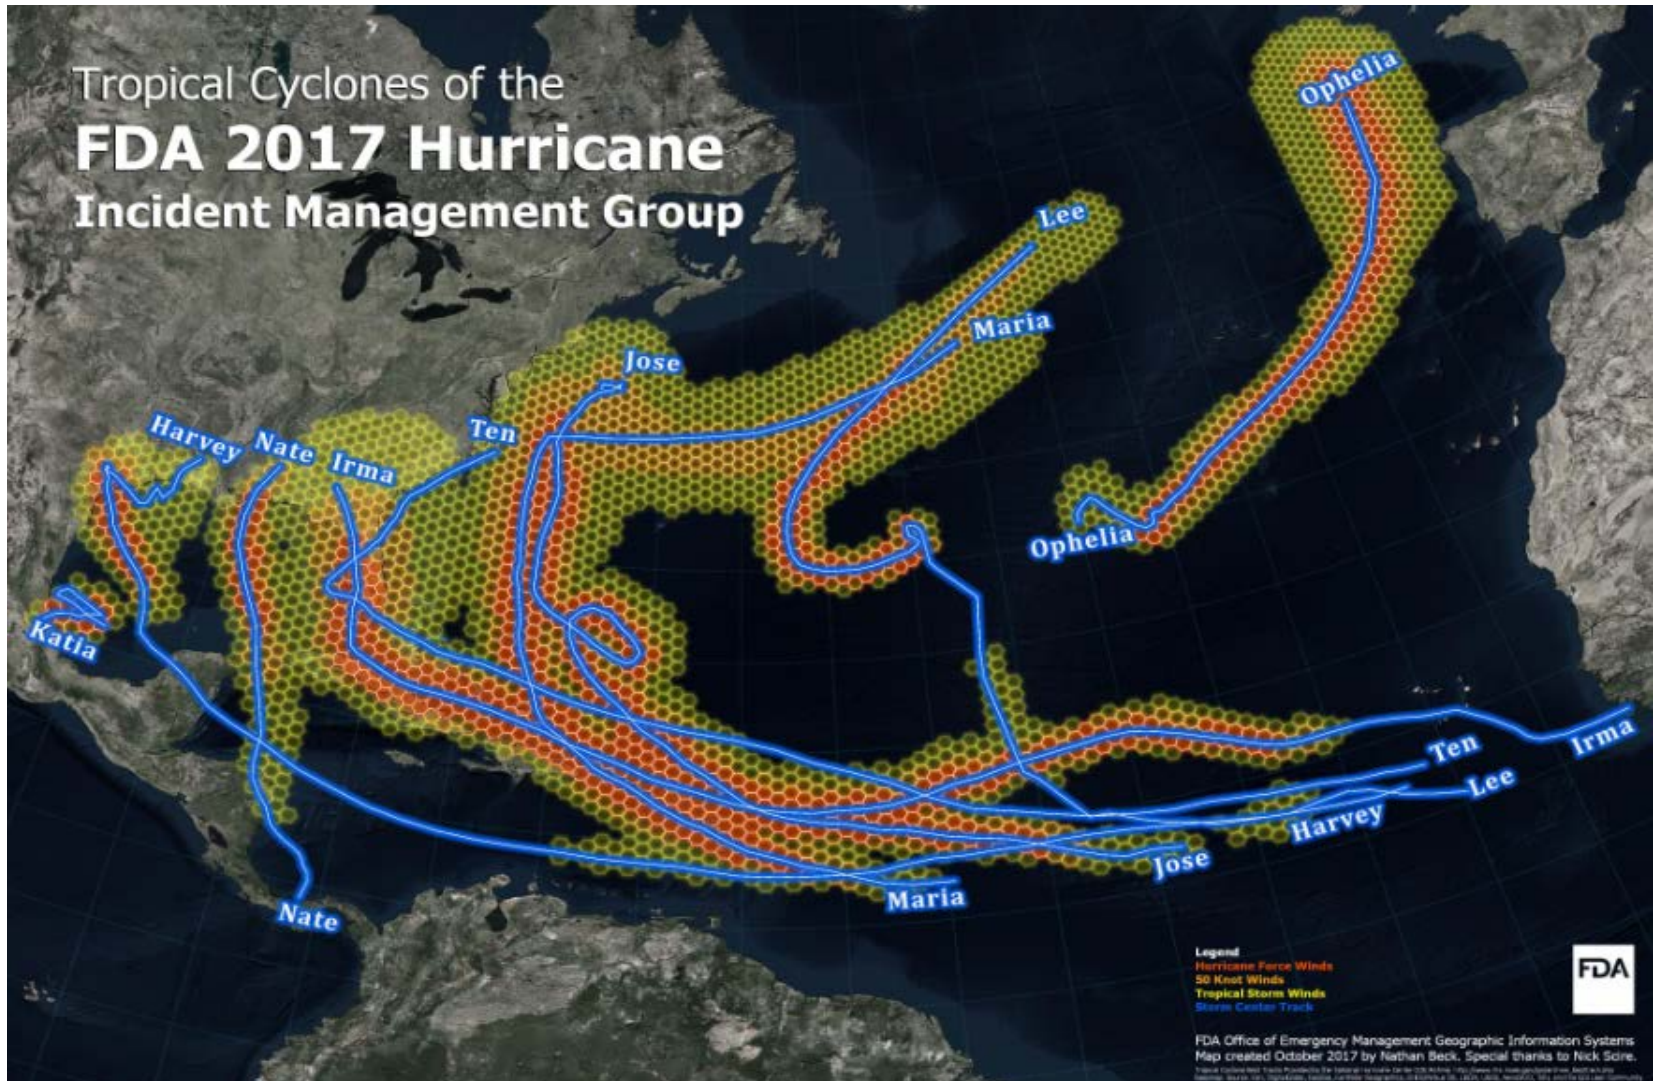 Tropical Cyclones of the
FDA 2017 Hurricane
Incident Management Group
Ophelia
Lee
Maria
Jose
Ten
Harvey
Nate
Irma
Ophelia
Katia
Irma
Ten
Lee
Harvey
Jose
Maria
Nate
Legend
Hurricane Force Winds
50 Knot Winds
Tropical Storm Winds
Storm Center Track
FDA
FDA Office of Emergency Management Geographic Information Systems
Map created October 2017 by Nathan Beck. Special thanks to Nick Scire.